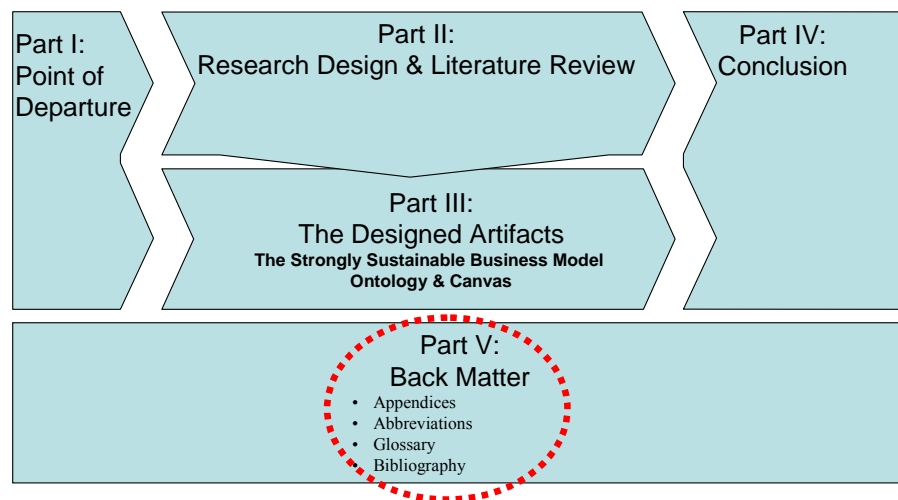 Part I:
Point of
Departure
Part II:
Research Design & Literature Review
Part III:
The Designed Artifacts
The Strongly Sustainable Business Model
Ontology & Canvas
Part IV:
Conclusion
Part V:
Back Matter
• Appendices
• Abbreviations
• Glossary
• Bibliography